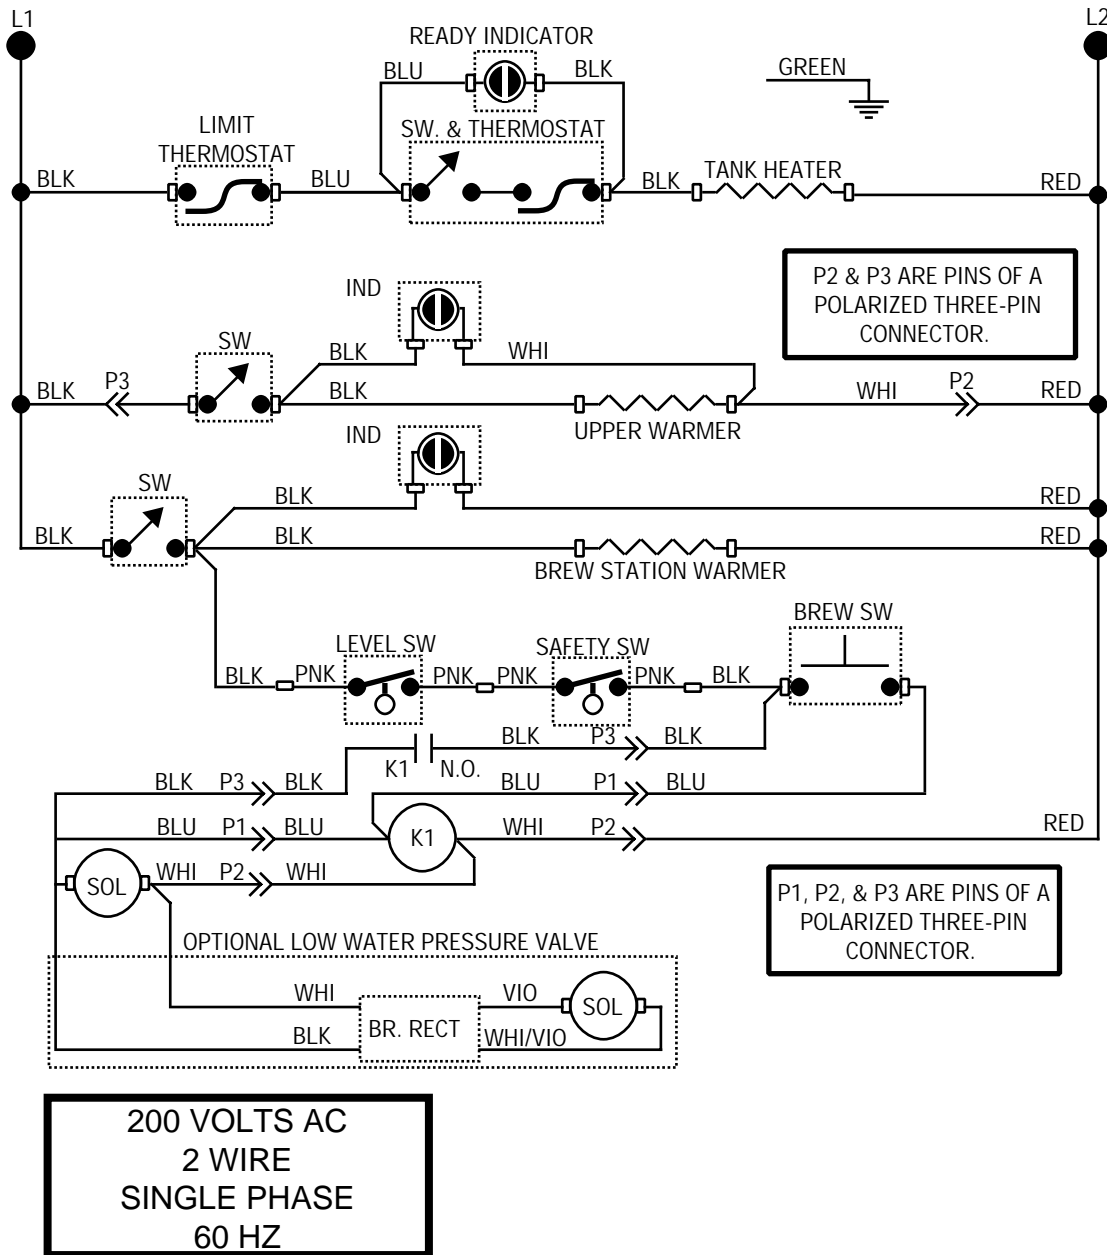 L1
L2
READY INDICATOR
BLU
BLK
GREEN
LIMIT
THERMOSTAT
SW. & THERMOSTAT
BLK
BLU
BLK
TANK HEATER
RED
P2 & P3 ARE PINS OF A
POLARIZED THREE-PIN
CONNECTOR.
IND
SW
BLK
WHI
BLK
P3
BLK
UPPER WARMER
WHI
P2
RED
IND
SW
BLK
RED
BLK
BLK
BREW STATION WARMER
RED
BREW SW
LEVEL SW
SAFETY SW
BLK
PNK
PNK
PNK
PNK
BLK
K1
N.O.
BLK
P3
BLK
BLK
P3
BLK
BLU
P1
BLU
BLU
P1
BLU
K1
WHI
P2
RED
SOL
WHI
P2
WHI
P1, P2, & P3 ARE PINS OF A
POLARIZED THREE-PIN
CONNECTOR.
OPTIONAL LOW WATER PRESSURE VALVE
WHI
BLK
BR. RECT
VIO
WHI/VIO
SOL
200 VOLTS AC
2 WIRE
SINGLE PHASE
60 HZ